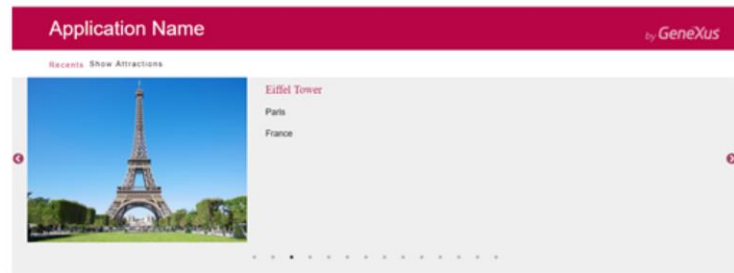 Application Name
by GeneXus
Recents Show Attractions
Eiffel Tower
Paris
France